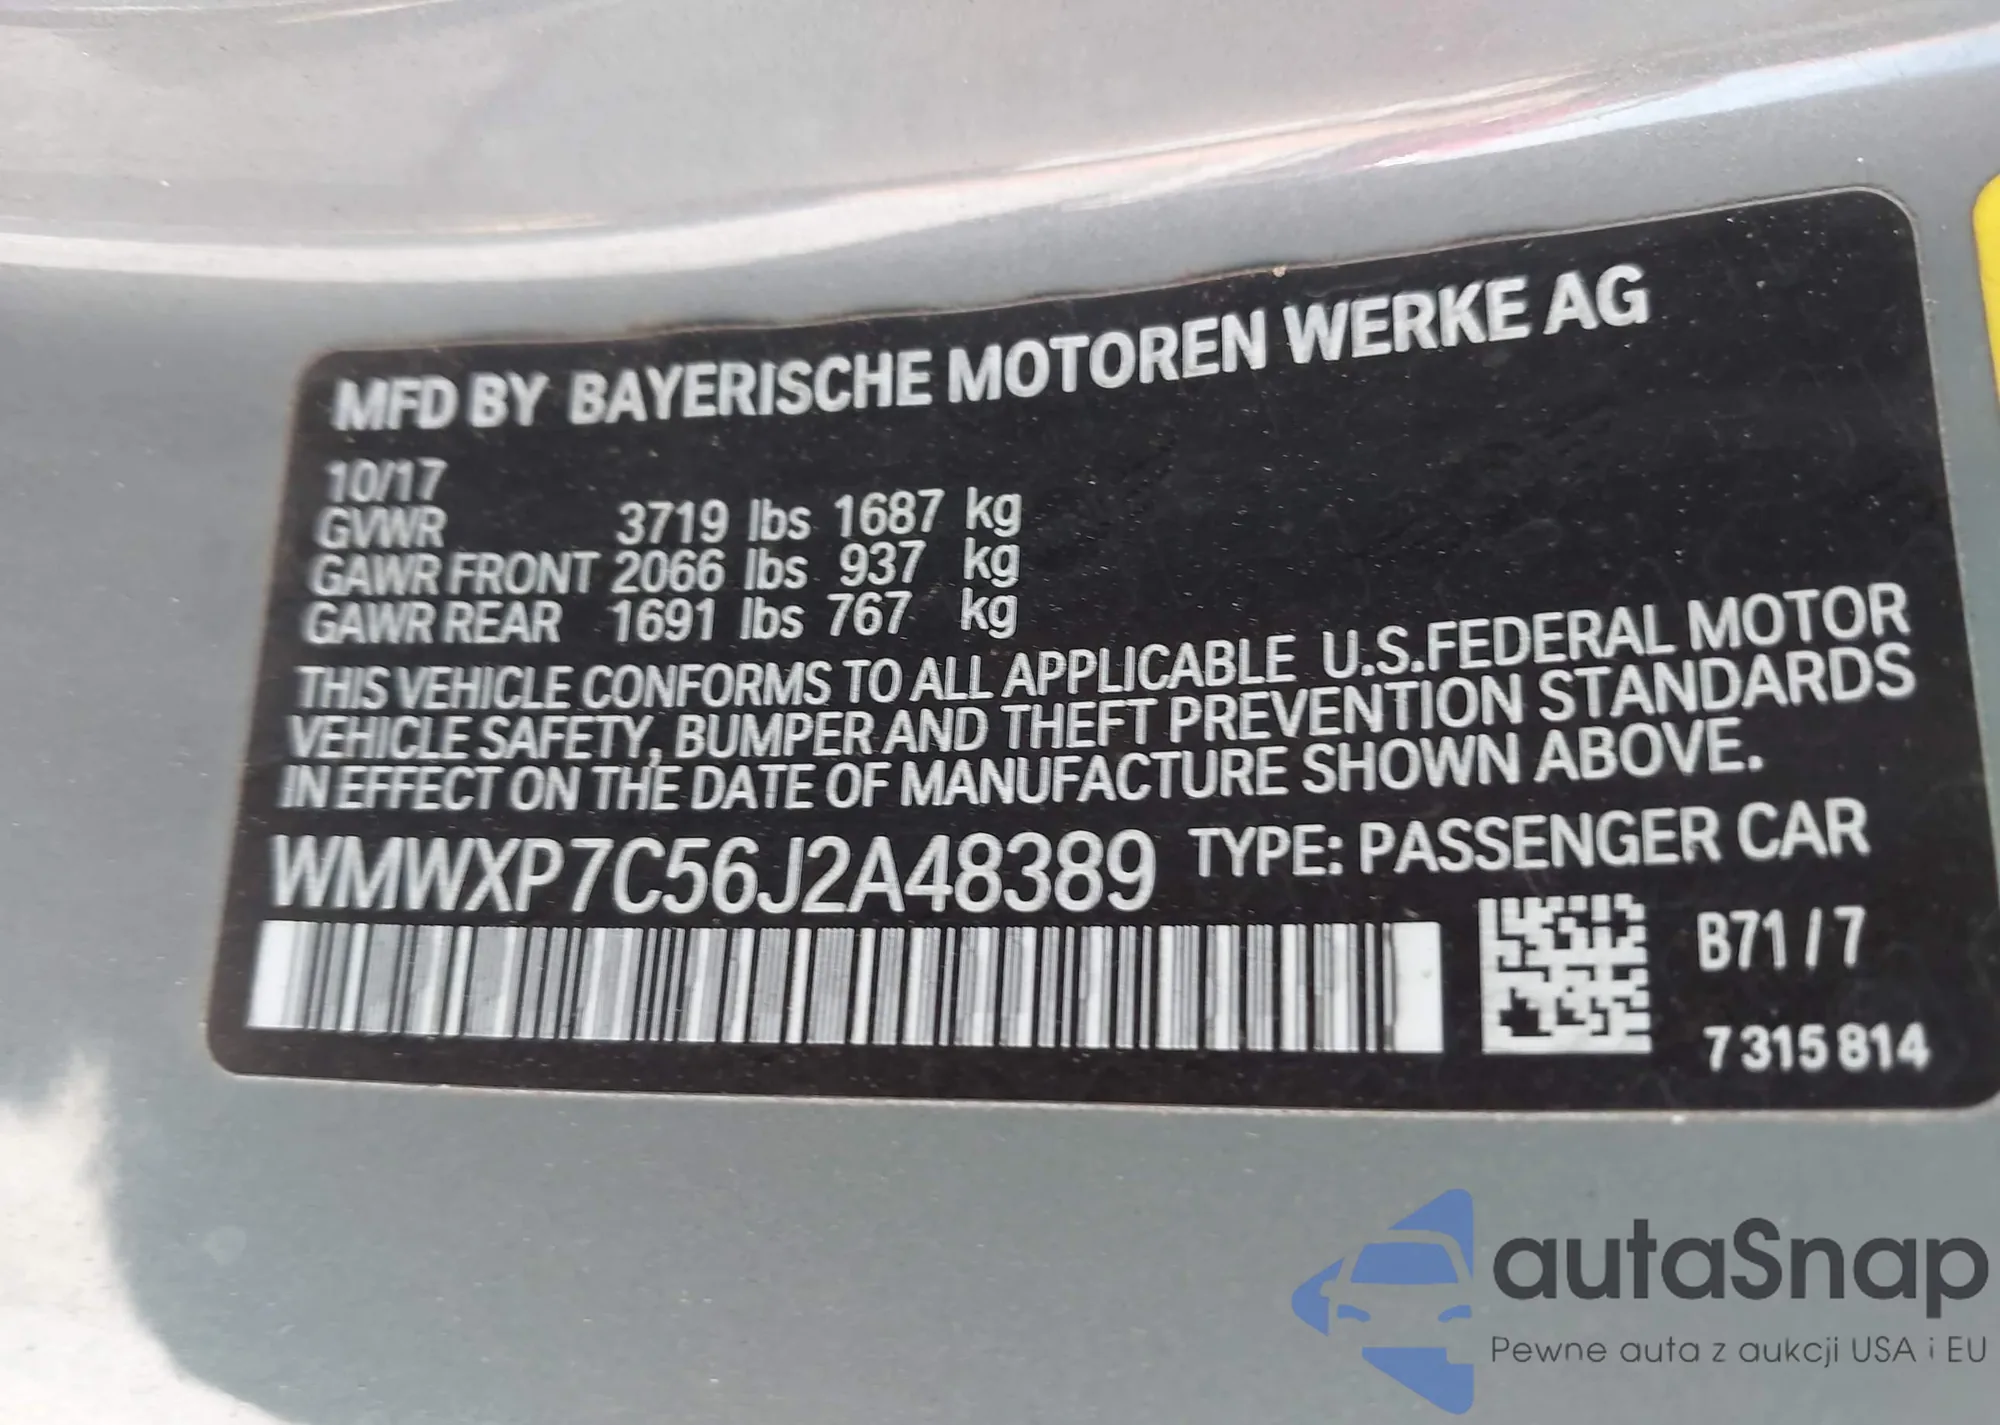 MFD BY BAYERISCHE MOTOREN WERKE AG
10/17
GVWR 3719 lbs 1687 kg
GAWR FRONT 2066 lbs 937 kg
GAWR REAR 1691 lbs 767 kg
THIS VEHICLE CONFORMS TO ALL APPLICABLE U.S.FEDERAL MOTOR
VEHICLE SAFETY, BUMPER AND THEFT PREVENTION STANDARDS
IN EFFECT ON THE DATE OF MANUFACTURE SHOWN ABOVE.
WMWXP7C56J2A48389 TYPE: PASSENGER CAR
B71/7
7 315 814
autaSnap
Pewne auta z aukcji USA i EU